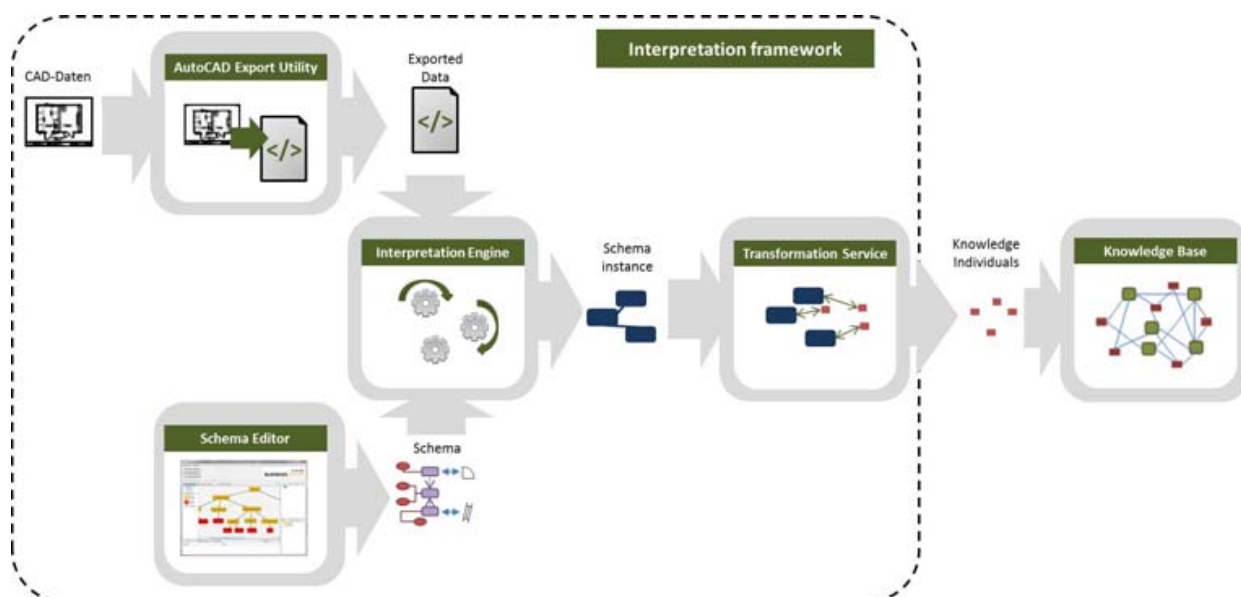 Interpretation framework
CAD-Daten
AutoCAD Export Utility
</>
Exported
Data
</>
Interpretation Engine
Schema
instance
Transformation Service
Knowledge
Individuals
Knowledge Base
Schema Editor
Schema